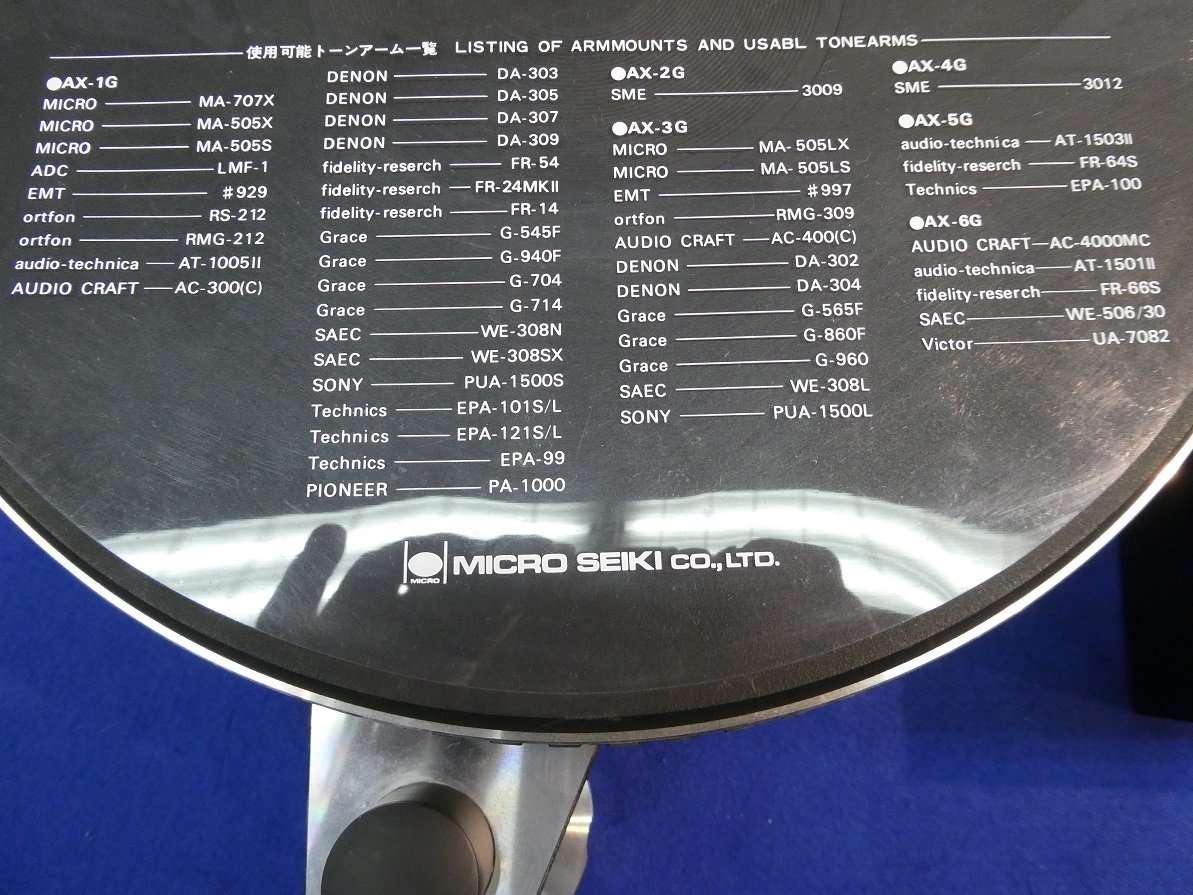 使用可能トーンアーム一覧 LISTING OF ARMMOUNTS AND USABL TONEARMS
●AX-1G
MICRO MA-707X
MICRO MA-505X
MICRO MA-505S
ADC LMF-1
EMT #929
ortfon RS-212
ortfon RMG-212
audio-technica AT-1005II
AUDIO CRAFT AC-300(C)
DENON DA-303
DENON DA-305
DENON DA-307
DENON DA-309
fidelity-reserch FR-54
fidelity-reserch FR-24MKII
fidelity-reserch FR-14
Grace G-545F
Grace G-940F
Grace G-704
Grace G-714
SAEC WE-308N
SAEC WE-308SX
SONY PUA-1500S
Technics EPA-101S/L
Technics EPA-121S/L
Technics EPA-99
PIONEER PA-1000
●AX-2G
SME 3009
●AX-3G
MICRO MA-505LX
MICRO MA-505LS
EMT #997
ortfon RMG-309
AUDIO CRAFT AC-400(C)
DENON DA-302
DENON DA-304
Grace G-565F
Grace G-860F
Grace G-960
SAEC WE-308L
SONY PUA-1500L
●AX-4G
SME 3012
●AX-5G
audio-technica AT-1503II
fidelity-reserch FR-64S
Technics EPA-100
●AX-6G
AUDIO CRAFT AC-4000MC
audio-technica AT-1501II
fidelity-reserch FR-66S
SAEC WE-506/30
Victor UA-7082
MICRO MICRO SEIKI CO.,LTD.